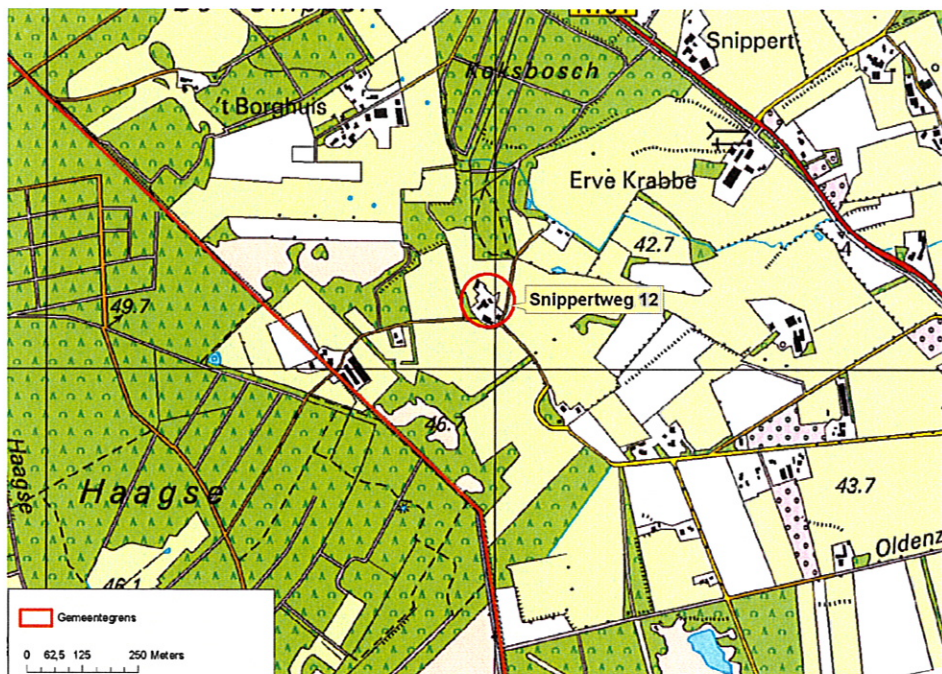 Snippert
Koksbosch
't Borghuis
Erve Krabbe
42.7
Snippertweg 12
49.7
46.
Haagse
Haagse
43.7
Oldenz
46.1
Gemeentegrens
0 62,5 125 250 Meters